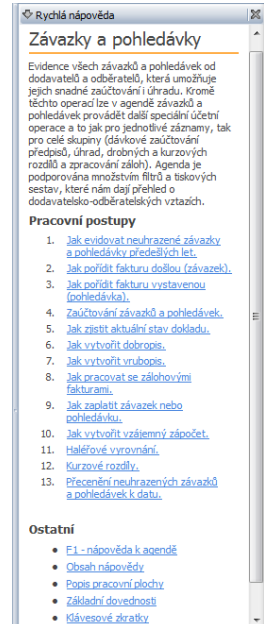 Rychlá nápověda
Závazky a pohledávky
Evidence všech závazků a pohledávek od
dodavatelů a odběratelů, která umožňuje
jejich snadné zaúčtování i úhradu. Kromě
těchto operací lze v agendě závazků a
pohledávek provádět další speciální účetní
operace a to jak pro jednotlivé záznamy, tak
pro celé skupiny (dávkové zaúčtování
předpisů, úhrad, drobných a kurzových
rozdílů a zpracování záloh). Agenda je
podporována množstvím filtrů a tiskových
sestav, které nám dají přehled o
dodavatelsko-odběratelských vztazích.
Pracovní postupy
1. Jak evidovat neuhrazené závazky
a pohledávky předešlých let.
2. Jak pořídit fakturu došlou (závazek).
3. Jak pořídit fakturu vystavenou
(pohledávka).
4. Zaúčtování závazků a pohledávek.
5. Jak zjistit aktuální stav dokladu.
6. Jak vytvořit dobropis.
7. Jak vytvořit vrubopis.
8. Jak pracovat se zálohovými
fakturami.
9. Jak zaplatit závazek nebo
pohledávku.
10. Jak vytvořit vzájemný zápočet.
11. Haléřové vyrovnání.
12. Kurzové rozdíly.
13. Přecenění neuhrazených závazků
a pohledávek k datu.
Ostatní
• F1 - nápověda k agendě
• Obsah nápovědy
• Popis pracovní plochy
• Základní dovednosti
• Klávesové zkratky